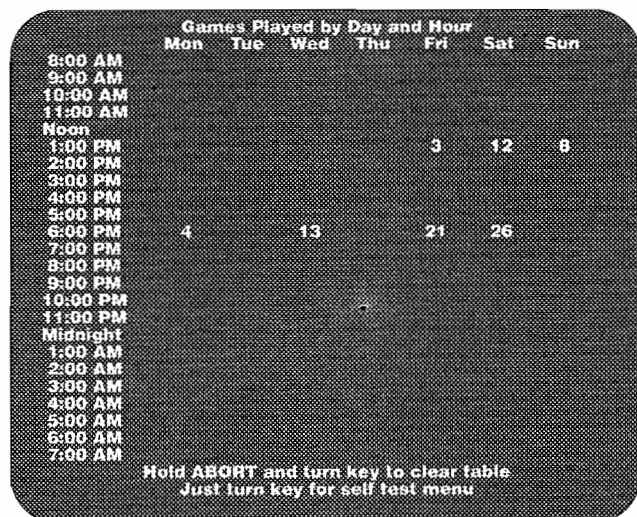 Games Played by Day and Hour
Mon Tue Wed Thu Fri Sat Sun
8:00 AM
9:00 AM
10:00 AM
11:00 AM
Noon
1:00 PM 3 12 8
2:00 PM
3:00 PM
4:00 PM
5:00 PM
6:00 PM 4 13 21 26
7:00 PM
8:00 PM
9:00 PM
10:00 PM
11:00 PM
Midnight
1:00 AM
2:00 AM
3:00 AM
4:00 AM
5:00 AM
6:00 AM
7:00 AM
Hold ABORT and turn key to clear table
Just turn key for self test menu